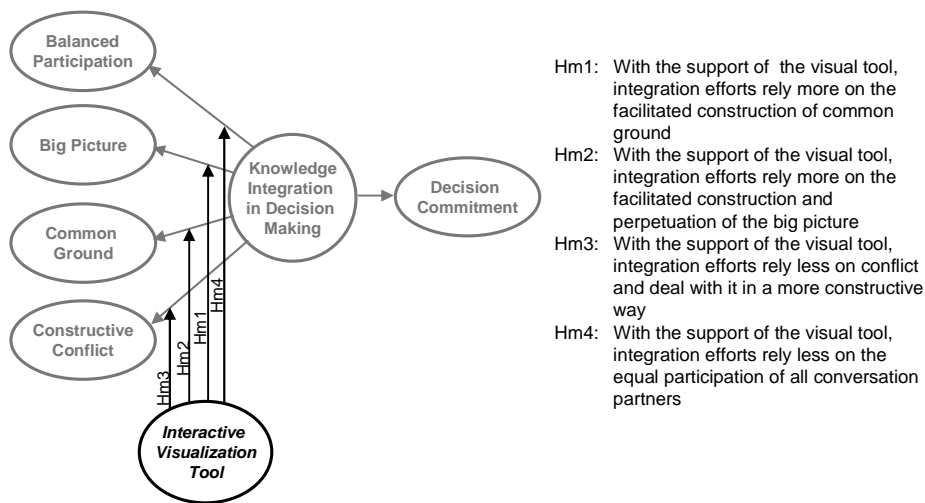 Balanced
Participation
Big Picture
Common
Ground
Constructive
Conflict
Knowledge
Integration
in Decision
Making
Decision
Commitment
Hm3
Hm2
Hm1
Hm4
Interactive
Visualization
Tool
Hm1: With the support of the visual tool,
integration efforts rely more on the
facilitated construction of common
ground
Hm2: With the support of the visual tool,
integration efforts rely more on the
facilitated construction and
perpetuation of the big picture
Hm3: With the support of the visual tool,
integration efforts rely less on conflict
and deal with it in a more constructive
way
Hm4: With the support of the visual tool,
integration efforts rely less on the
equal participation of all conversation
partners